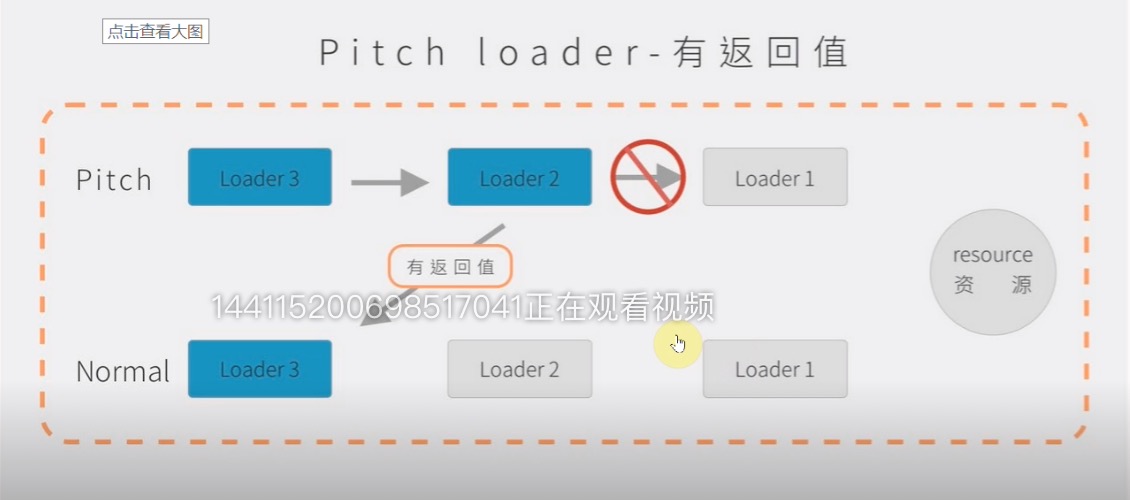 点击查看大图
Pitch loader-有返回值
Pitch
Loader 3
Loader 2
Loader 1
有返回值
resource
资 源
144115200698517041正在观看视频
Normal
Loader 3
Loader 2
Loader 1